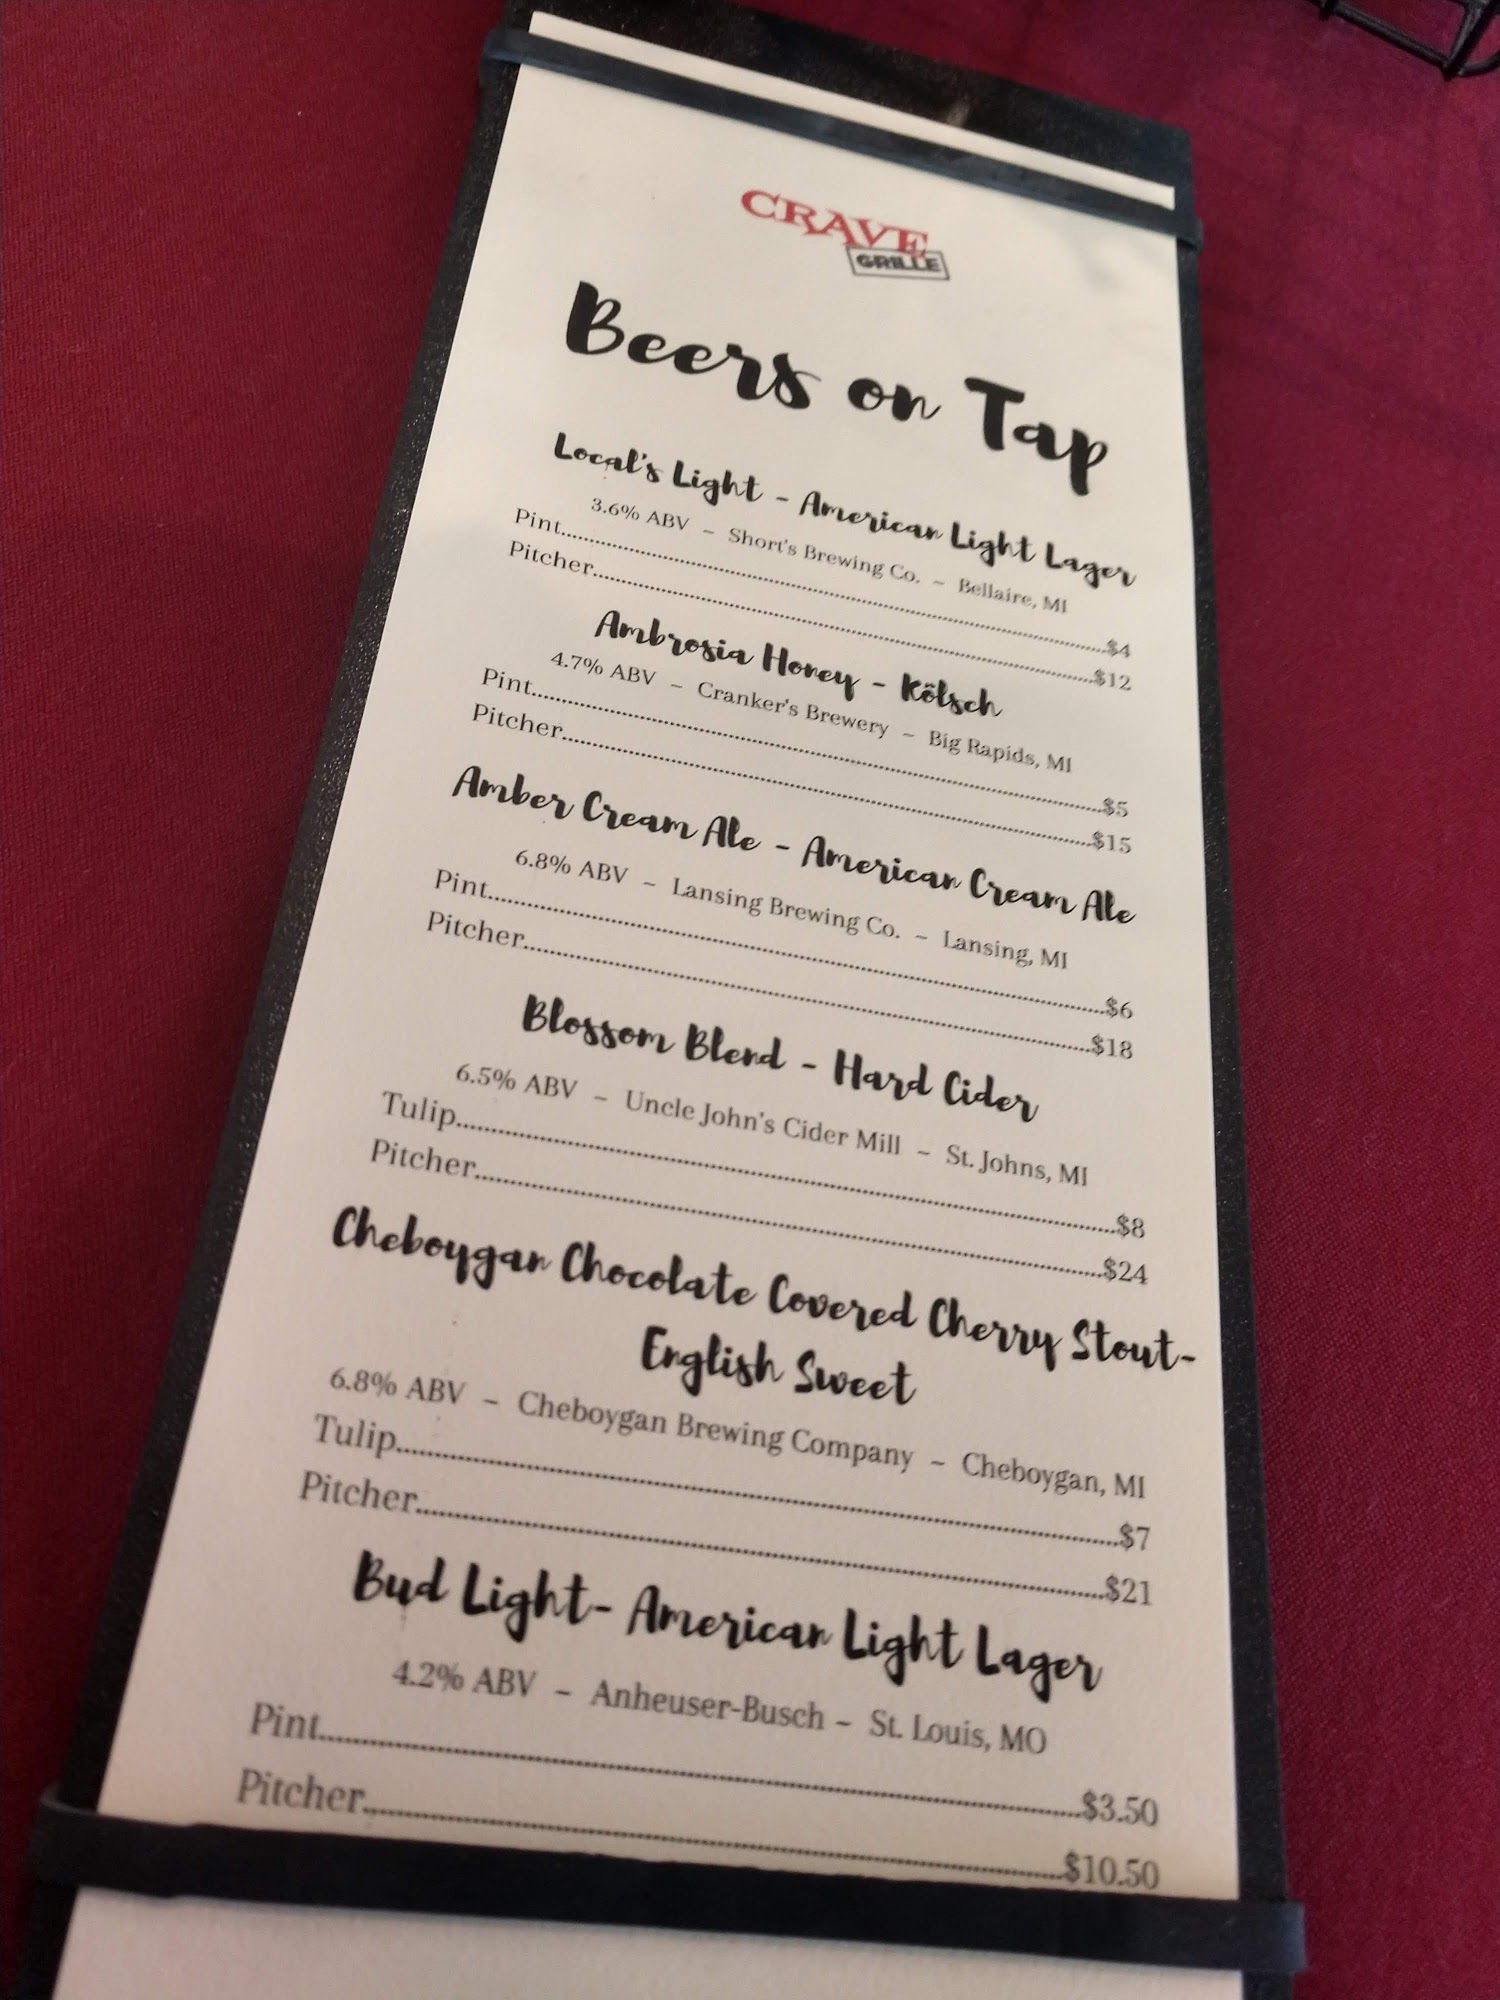 CRAVE
GRILLE
Beers on Tap
Local's Light - American Light Lager
3.6% ABV - Short's Brewing Co. - Bellaire, MI
Pint..........$4
Pitcher..........$12
Ambrosia Honey - Kölsch
4.7% ABV - Cranker's Brewery - Big Rapids, MI
Pint..........$5
Pitcher..........$15
Amber Cream Ale - American Cream Ale
6.8% ABV - Lansing Brewing Co. - Lansing, MI
Pint..........$6
Pitcher..........$18
Blossom Blend - Hard Cider
6.5% ABV - Uncle John's Cider Mill - St. Johns, MI
Tulip..........$8
Pitcher..........$24
Cheboygan Chocolate Covered Cherry Stout-
English Sweet
6.8% ABV - Cheboygan Brewing Company - Cheboygan, MI
Tulip..........$7
Pitcher..........$21
Bud Light- American Light Lager
4.2% ABV - Anheuser-Busch - St. Louis, MO
Pint..........$3.50
Pitcher..........$10.50